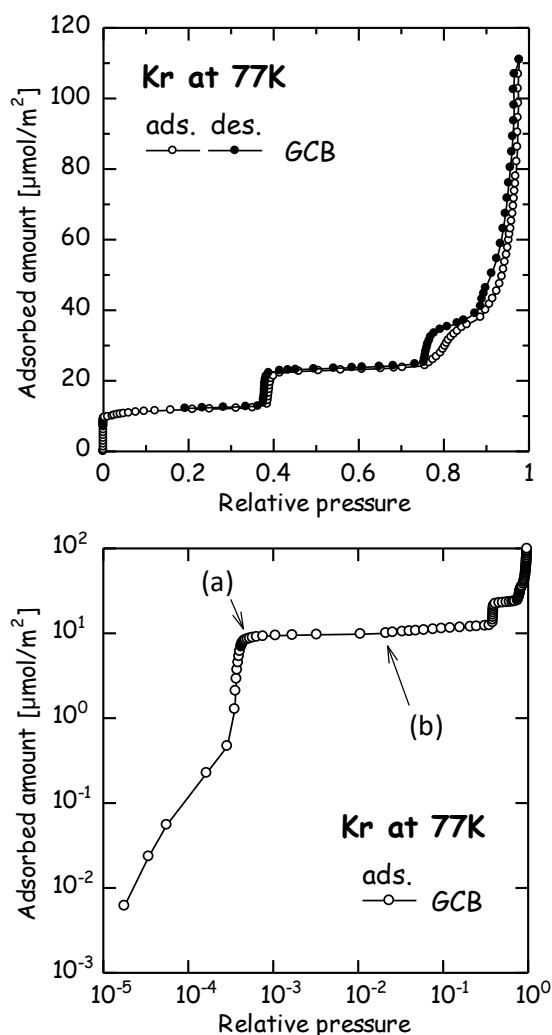 120
100
80
60
40
20
0
Adsorbed amount [μmol/m²]
Kr at 77K
ads. des.
GCB
0 0.2 0.4 0.6 0.8 1
Relative pressure
10²
10¹
10⁰
10⁻¹
10⁻²
10⁻³
Adsorbed amount [μmol/m²]
(a)
(b)
Kr at 77K
ads.
GCB
10⁻⁵ 10⁻⁴ 10⁻³ 10⁻² 10⁻¹ 10⁰
Relative pressure